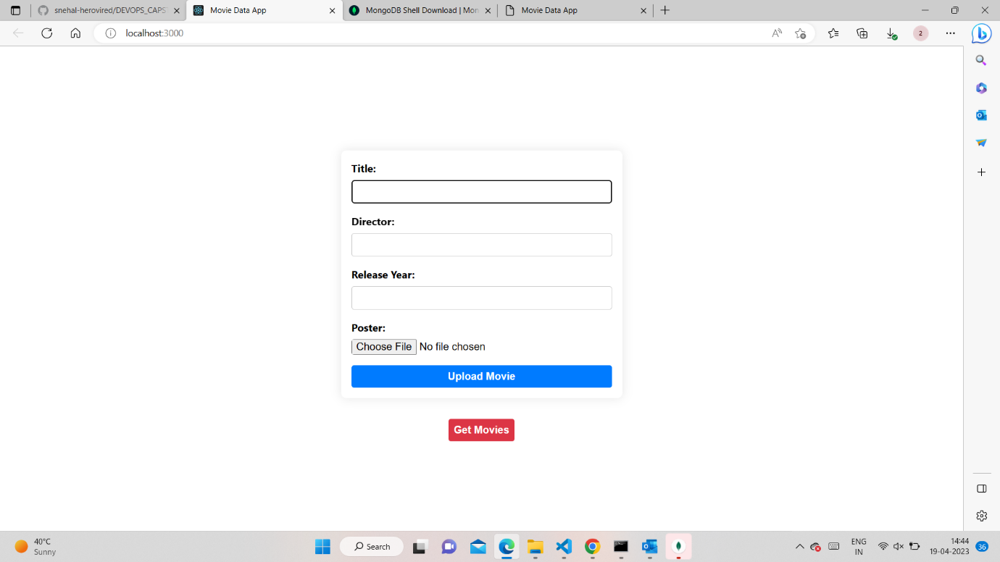 snehal-herovired/DEVOPS_CAPS
Movie Data App
MongoDB Shell Download | Mon
Movie Data App
localhost:3000
2
Title:
Director:
Release Year:
Poster:
Choose File No file chosen
Upload Movie
Get Movies
40°C
Sunny
Search
ENG
IN
14:44
19-04-2023
36